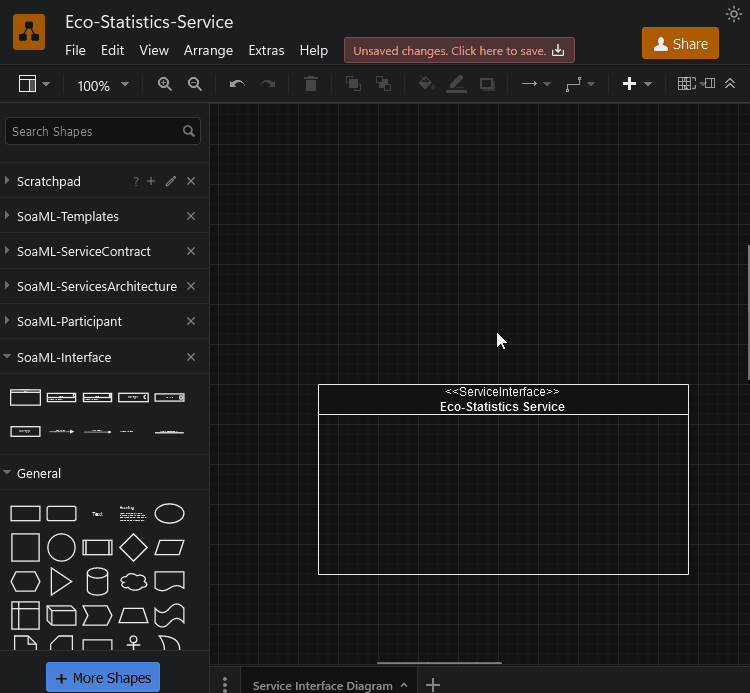 Eco-Statistics-Service
File Edit View Arrange Extras Help
Unsaved changes. Click here to save.
Share
100%
Search Shapes
Scratchpad
?
SoaML-Templates
SoaML-ServiceContract
SoaML-ServicesArchitecture
SoaML-Participant
SoaML-Interface
General
Text
Heading
+ More Shapes
<<ServiceInterface>>
Eco-Statistics Service
Service Interface Diagram